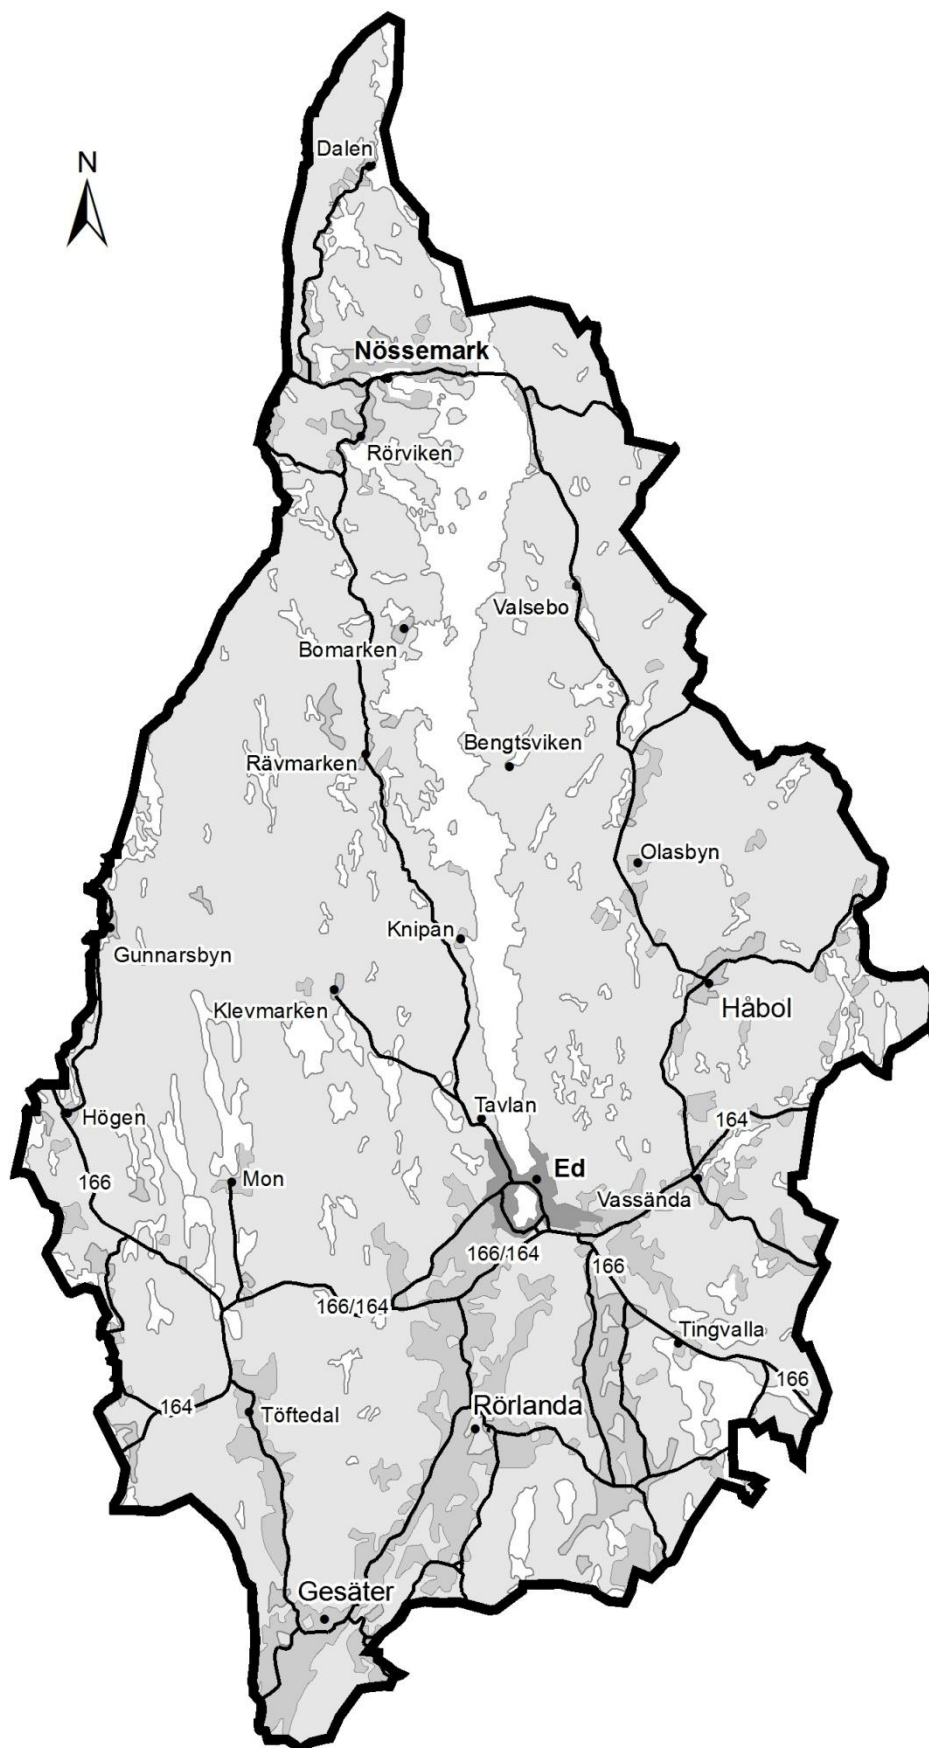 Dalen
N
Nössemark
Rörviken
Valsebo
Bomarken
Bengtsviken
Rävmarken
Olasbyn
Knipan
Gunnarsbyn
Klevmarken
Håbol
Tavlan
Högen
164
Ed
Mon
166
Vassända
166/164
166
166/164
Tingvalla
166
Rörlanda
164
Töftedal
Gesäter